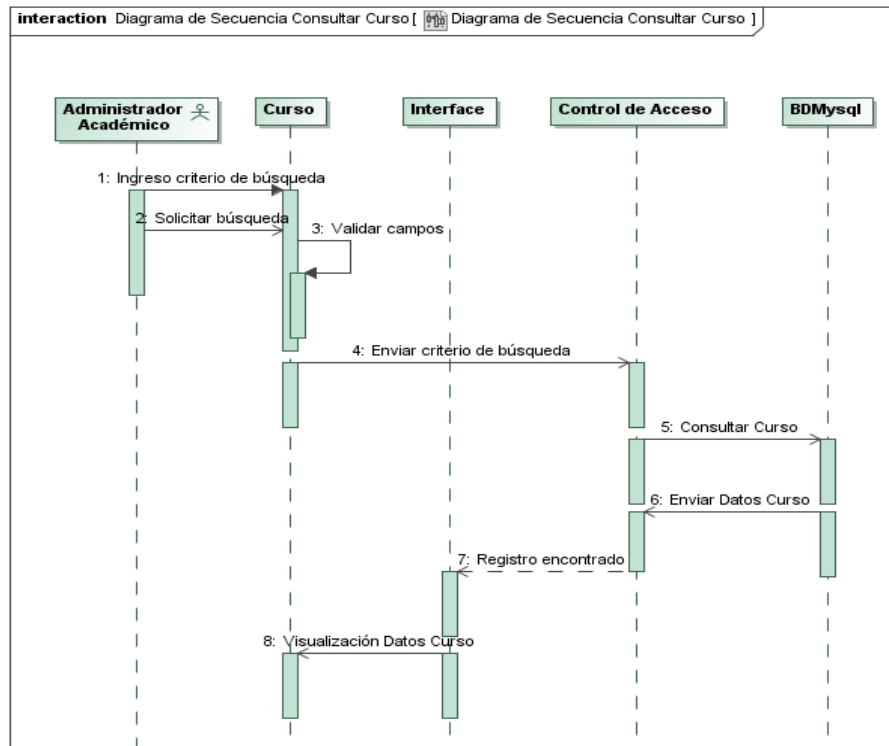 interaction Diagrama de Secuencia Consultar Curso [ Diagrama de Secuencia Consultar Curso ]
Administrador
Académico
Curso
Interface
Control de Acceso
BDMysql
1: Ingreso criterio de búsqueda
2: Solicitar búsqueda
3: Validar campos
4: Enviar criterio de búsqueda
5: Consultar Curso
6: Enviar Datos Curso
7: Registro encontrado
8: Visualización Datos Curso